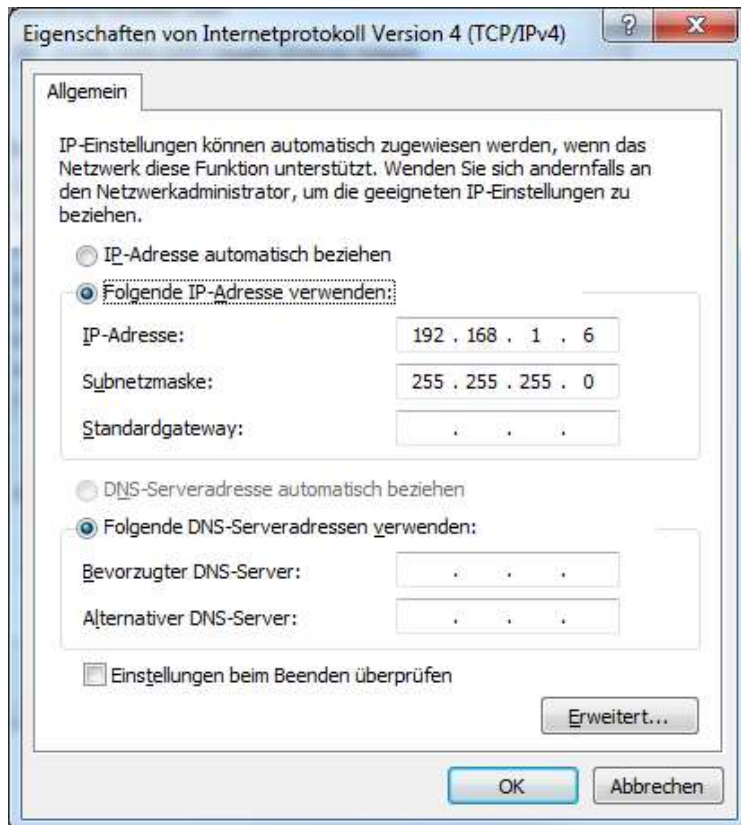 Eigenschaften von Internetprotokoll Version 4 (TCP/IPv4)
Allgemein
IP-Einstellungen können automatisch zugewiesen werden, wenn das
Netzwerk diese Funktion unterstützt. Wenden Sie sich andernfalls an
den Netzwerkadministrator, um die geeigneten IP-Einstellungen zu
beziehen.
IP-Adresse automatisch beziehen
Folgende IP-Adresse verwenden:
IP-Adresse: 192 . 168 . 1 . 6
Subnetzmaske: 255 . 255 . 255 . 0
Standardgateway: . . .
DNS-Serveradresse automatisch beziehen
Folgende DNS-Serveradressen verwenden:
Bevorzugter DNS-Server: . . .
Alternativer DNS-Server: . . .
Einstellungen beim Beenden überprüfen
Erweitert...
OK Abbrechen